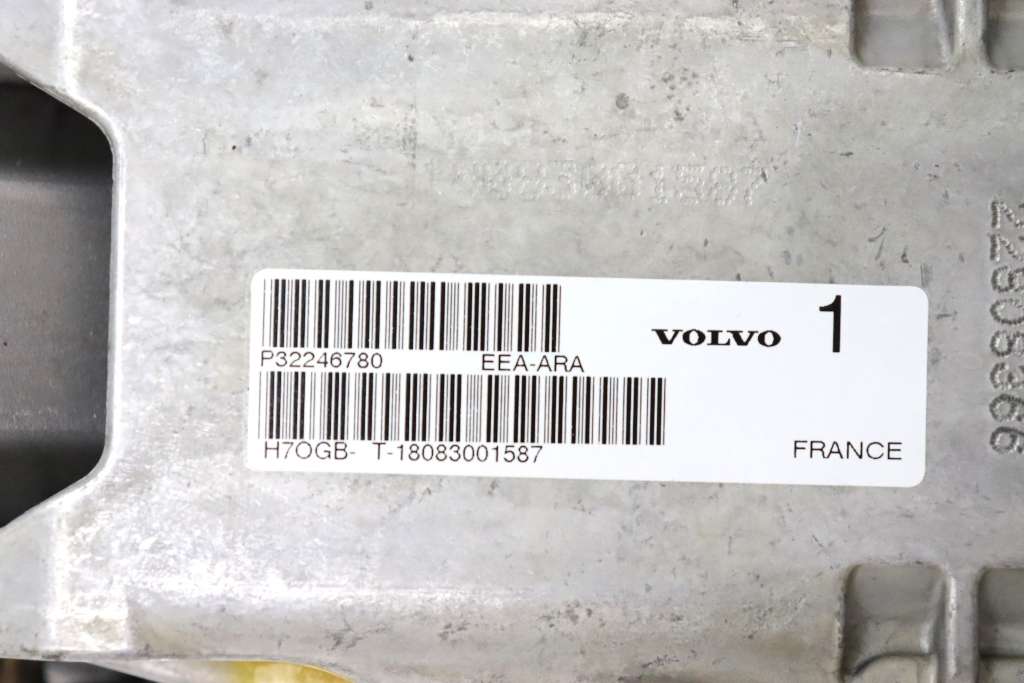 VOLVO 1
P32246780 EEA-ARA
H7OGB- T-18083001587
FRANCE